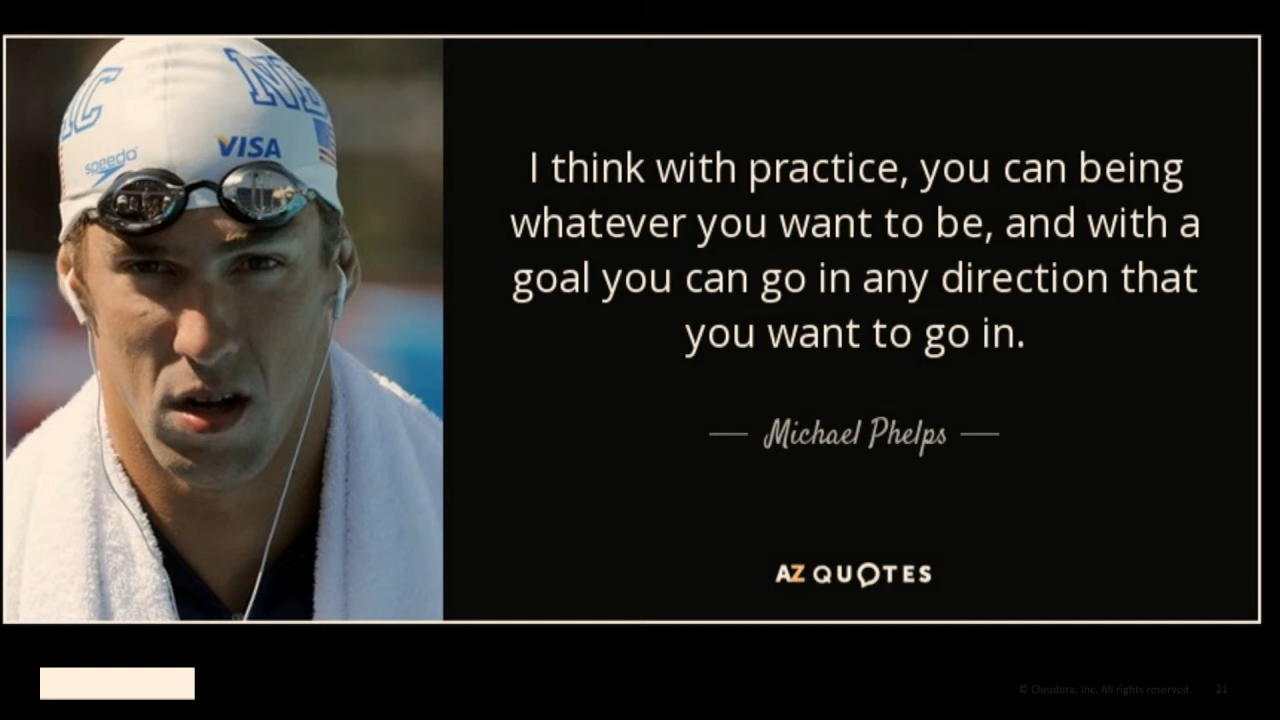 speedo
VISA
I think with practice, you can being
whatever you want to be, and with a
goal you can go in any direction that
you want to go in.
Michael Phelps
AZ QUOTES
© Cloudera, Inc. All rights reserved. 21